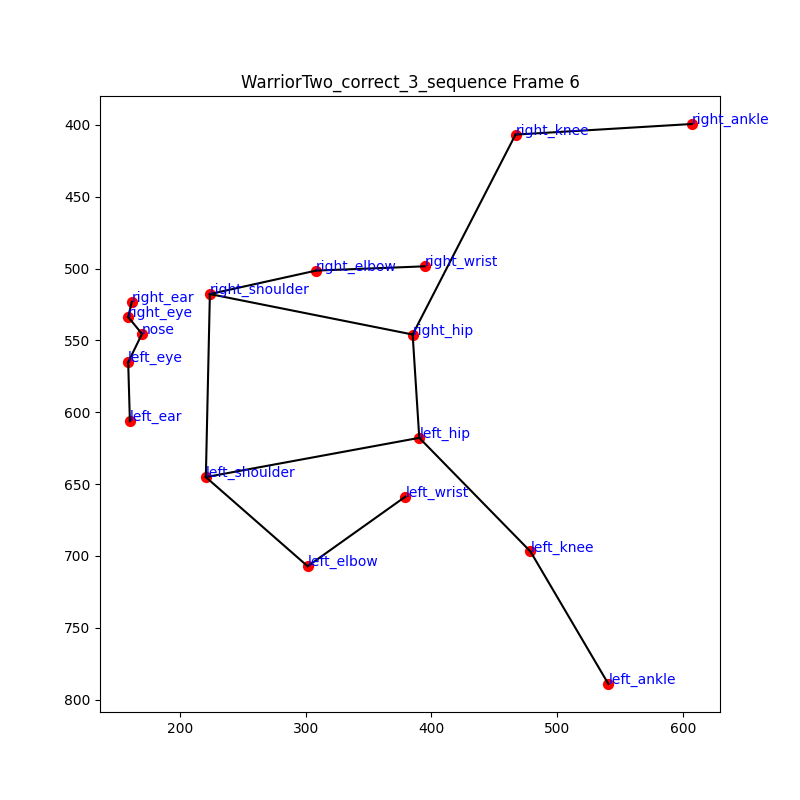 WarriorTwo_correct_3_sequence Frame 6
400
450
500
550
600
650
700
750
800
right_ankle
right_knee
right_elbow
right_wrist
right_shoulder
right_ear
right_eye
nose
right_hip
left_eye
left_ear
left_hip
left_shoulder
left_wrist
left_elbow
left_knee
left_ankle
200
300
400
500
600